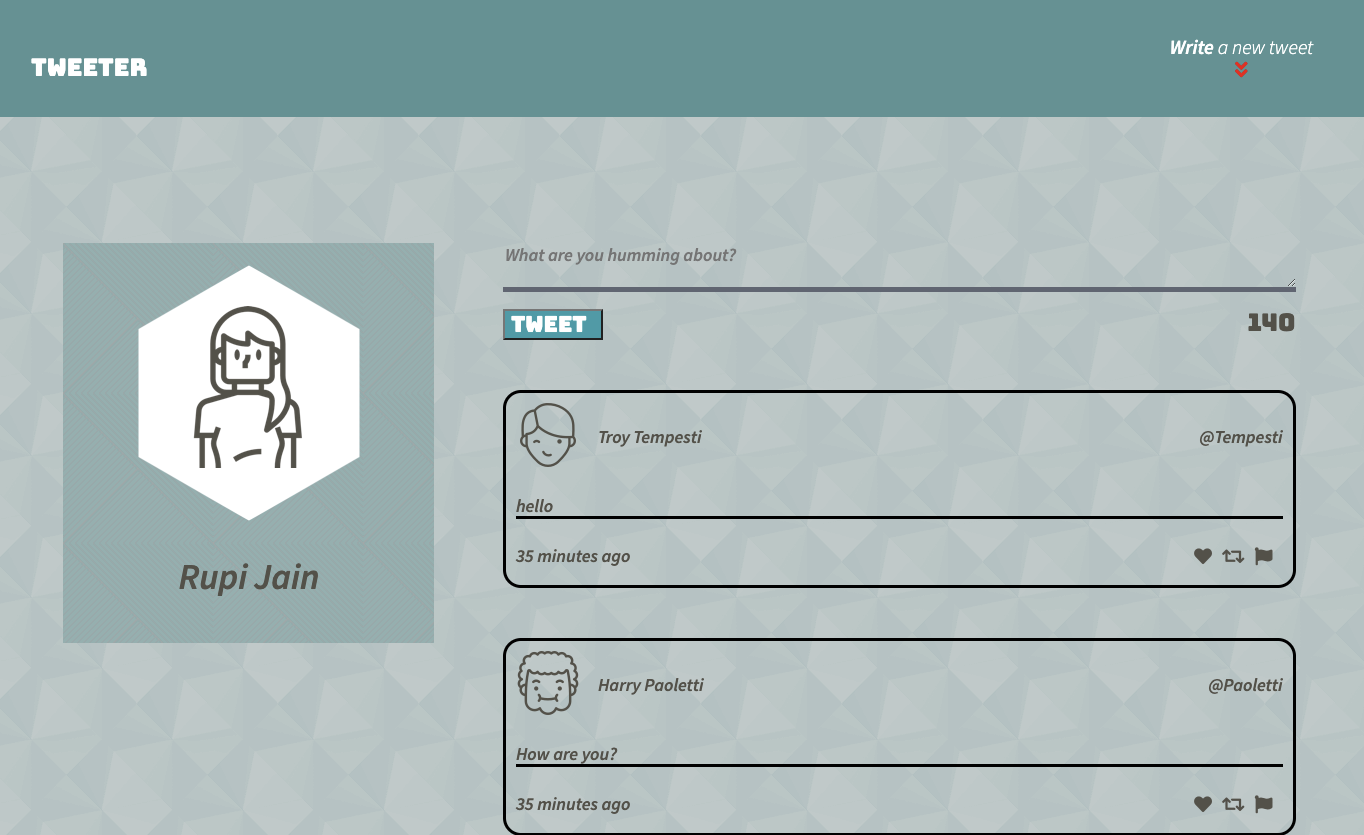 TWEETER
Write a new tweet
Rupi Jain
What are you humming about?
TWEET
140
Troy Tempesti
@Tempesti
hello
35 minutes ago
Harry Paoletti
@Paoletti
How are you?
35 minutes ago